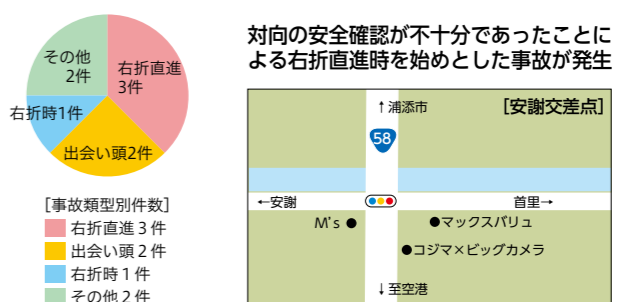 その他
2件
右折直進
3件
右折時1件
出会い頭2件
[事故類型別件数]
右折直進3件
出会い頭2件
右折時1件
その他2件
対向の安全確認が不十分であったことに
よる右折直進時を始めとした事故が発生
↑浦添市
[安謝交差点]
58
←安謝
首里→
M's ●
●マックスバリュ
●コジマ×ビッグカメラ
↓至空港